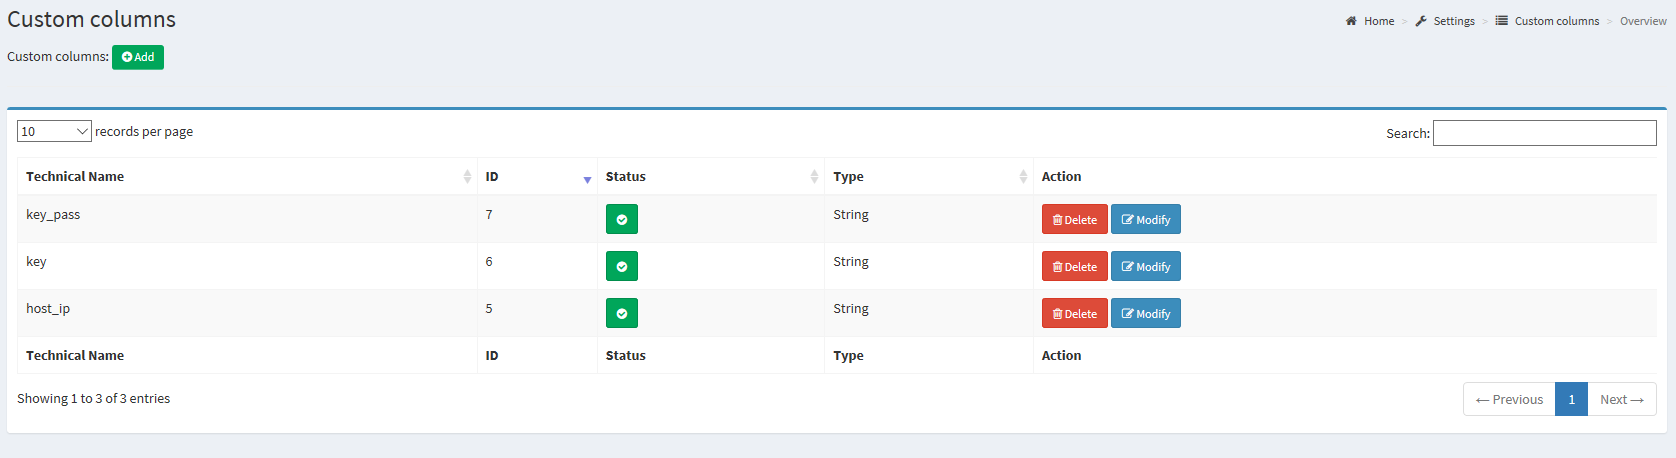 Custom columns
Home > Settings > Custom columns > Overview
Custom columns: Add
10 records per page
Search:
Technical Name ID Status Type Action
key_pass 7 String Delete Modify
key 6 String Delete Modify
host_ip 5 String Delete Modify
Technical Name ID Status Type Action
Showing 1 to 3 of 3 entries
← Previous 1 Next →